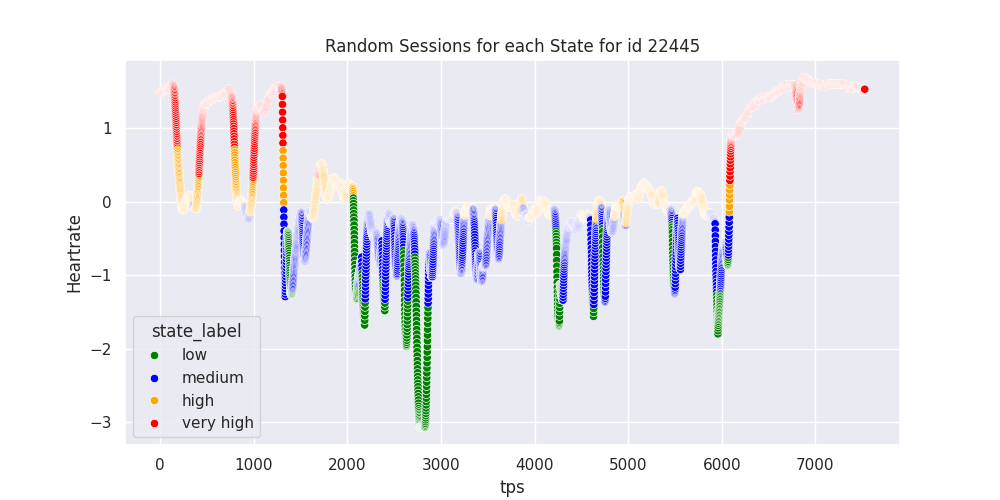 Random Sessions for each State for id 22445
Heartrate
1
0
−1
−2
−3
state_label
low
medium
high
very high
0 1000 2000 3000 4000 5000 6000 7000
tps